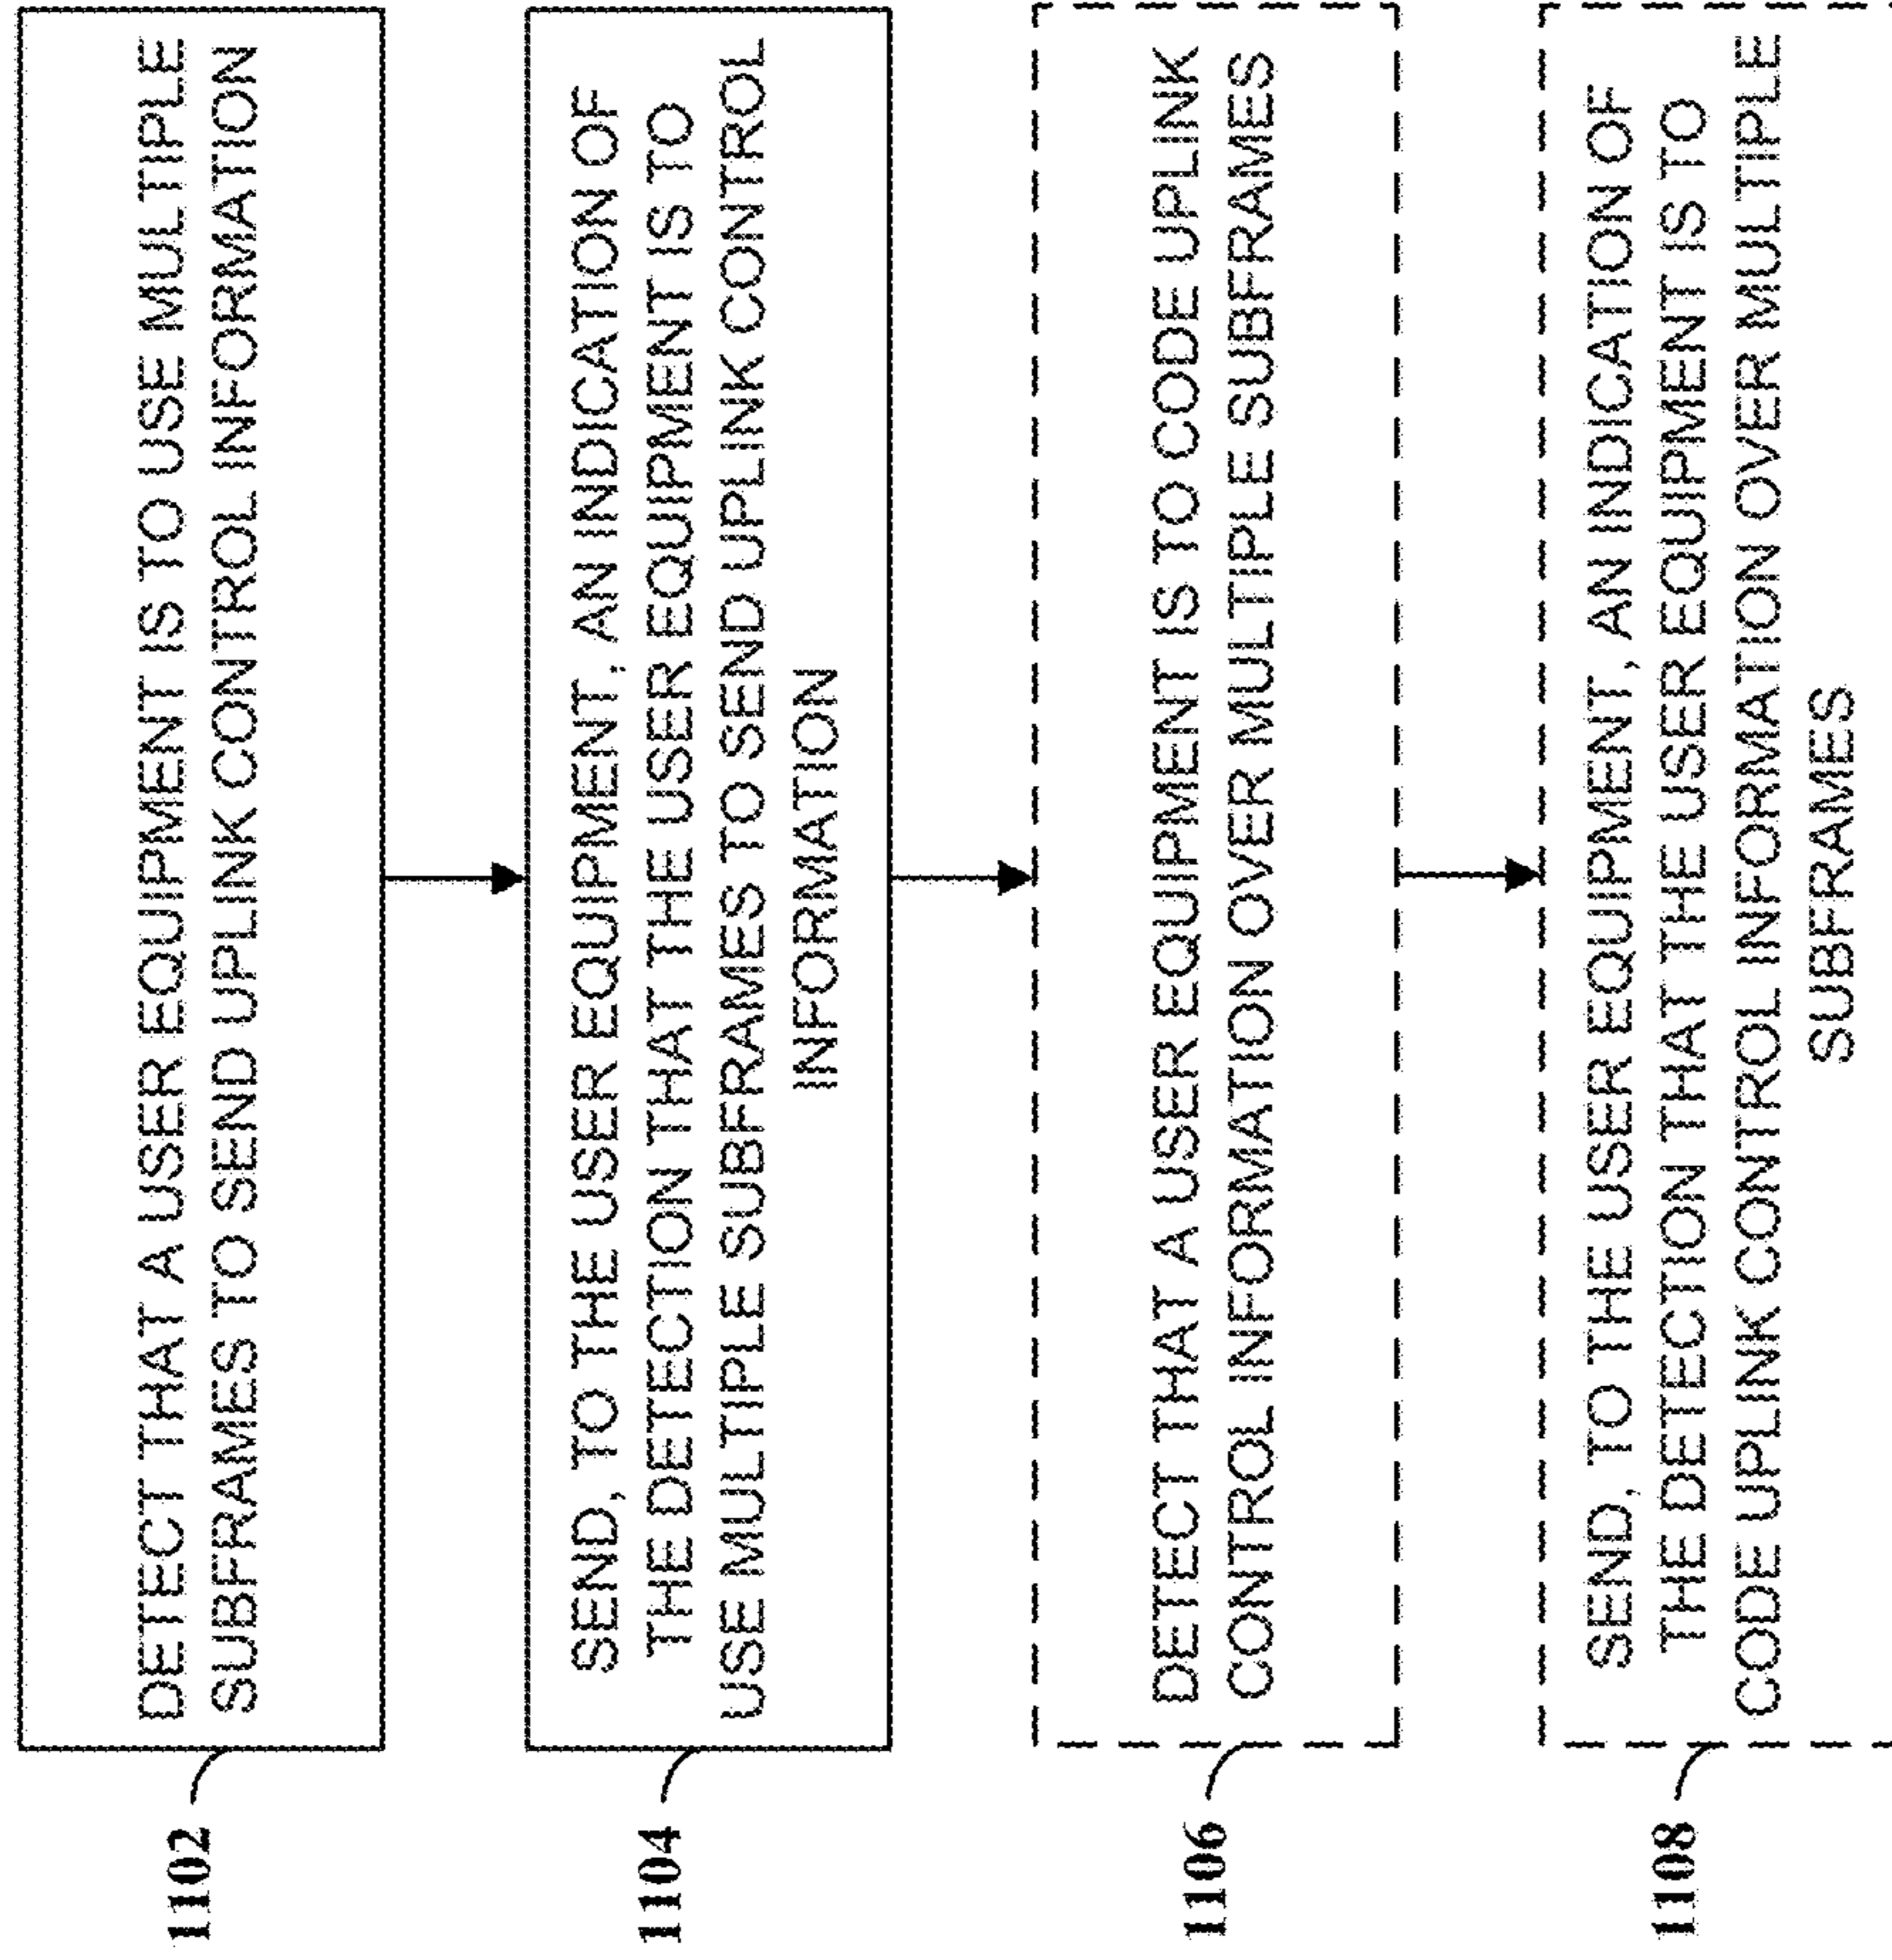 1102
DETECT THAT A USER EQUIPMENT IS TO USE MULTIPLE
SUBFRAMES TO SEND UPLINK CONTROL INFORMATION
1104
SEND, TO THE USER EQUIPMENT, AN INDICATION OF
THE DETECTION THAT THE USER EQUIPMENT IS TO
USE MULTIPLE SUBFRAMES TO SEND UPLINK CONTROL
INFORMATION
1106
DETECT THAT A USER EQUIPMENT IS TO CODE UPLINK
CONTROL INFORMATION OVER MULTIPLE SUBFRAMES
1108
SEND, TO THE USER EQUIPMENT, AN INDICATION OF
THE DETECTION THAT THE USER EQUIPMENT IS TO
CODE UPLINK CONTROL INFORMATION OVER MULTIPLE
SUBFRAMES